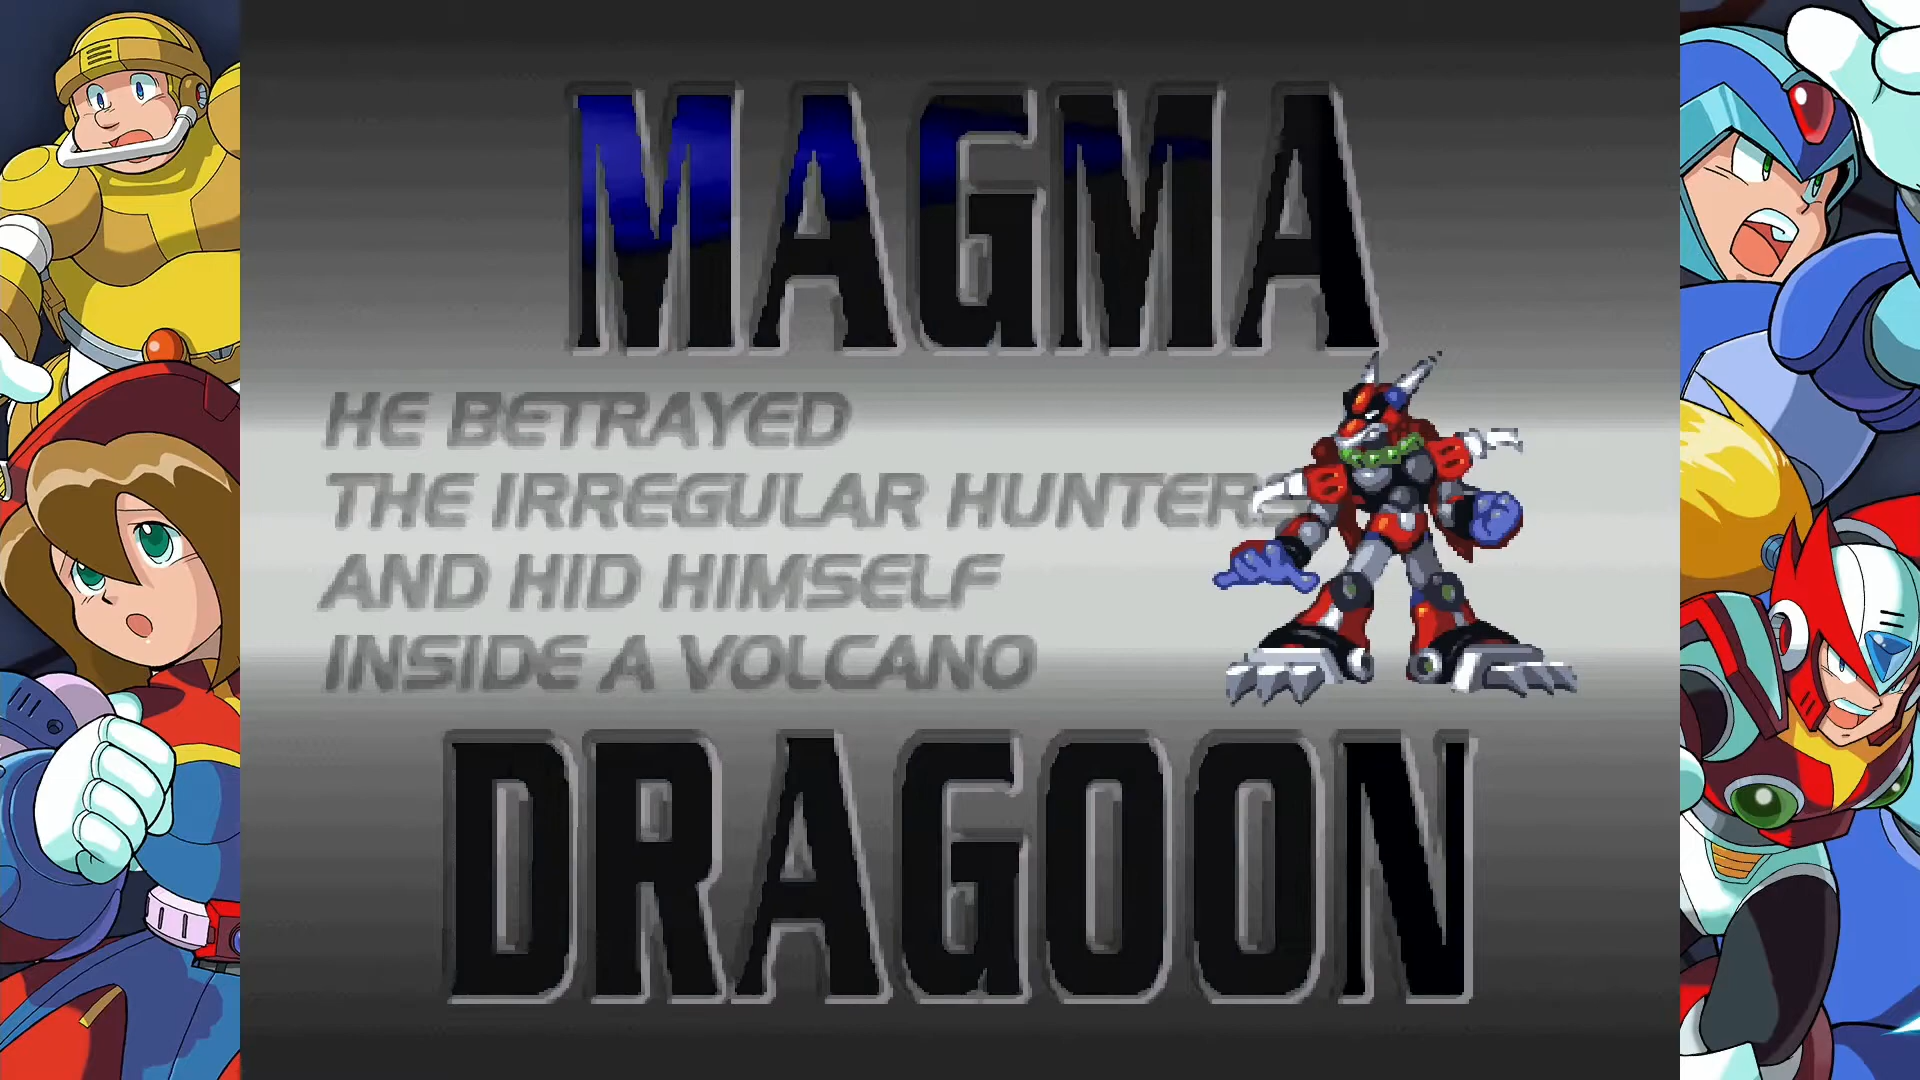 MAGMA
HE BETRAYED
THE IRREGULAR HUNTERS
AND HID HIMSELF
INSIDE A VOLCANO
DRAGOON